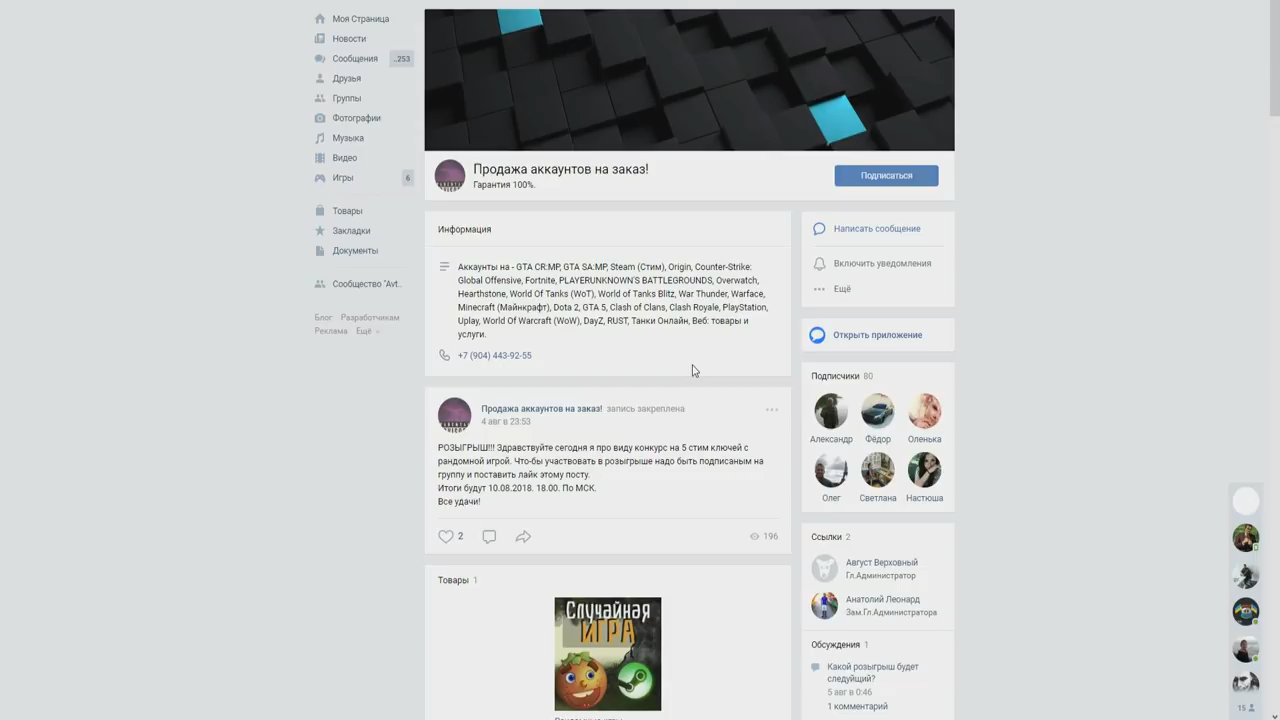 Моя Страница
Новости
Сообщения
..253
Друзья
Группы
Фотографии
Музыка
Видео
Игры
6
Товары
Закладки
Документы
Сообщество "Avt..
Блог Разработчикам
Реклама Ещё
Продажа аккаунтов на заказ!
Гарантия 100%.
Подписаться
Информация
Аккаунты на - GTA CR:MP, GTA SA:MP, Steam (Стим), Origin, Counter-Strike:
Global Offensive, Fortnite, PLAYERUNKNOWN'S BATTLEGROUNDS, Overwatch,
Hearthstone, World Of Tanks (WoT), World of Tanks Blitz, War Thunder, Warface,
Minecraft (Майнкрафт), Dota 2, GTA 5, Clash of Clans, Clash Royale, PlayStation,
Uplay, World Of Warcraft (WoW), DayZ, RUST, Танки Онлайн, Веб: товары и
услуги.
+7 (904) 443-92-55
Продажа аккаунтов на заказ! запись закреплена
4 авг в 23:53
РОЗЫГРЫШ!!! Здравствуйте сегодня я про виду конкурс на 5 стим ключей с
рандомной игрой. Что-бы участвовать в розыгрыше надо быть подписаным на
группу и поставить лайк этому посту.
Итоги будут 10.08.2018. 18.00. По МСК.
Все удачи!
2
196
Товары 1
Случайная
ИГРА
Написать сообщение
Включить уведомления
Ещё
Открыть приложение
Подписчики 80
Александр Фёдор Оленька
Олег Светлана Настюша
Ссылки 2
Август Верховный
Гл.Администратор
Анатолий Леонард
Зам.Гл.Администратора
Обсуждения 1
Какой розыгрыш будет
следуйщий?
5 авг в 0:46
1 комментарий
15